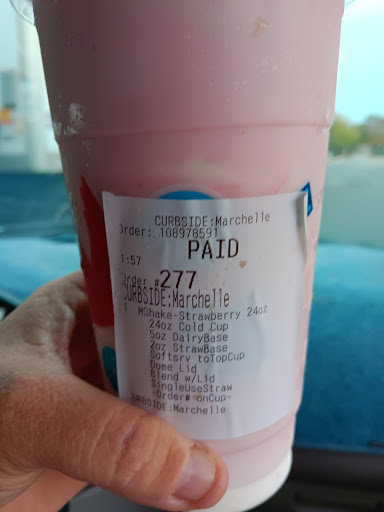 CURBSIDE:Marchelle
Order: 108978591
PAID
1:57
Order #277
CURBSIDE:Marchelle
1 MShake-Strawberry 24oz
24oz Cold Cup
5oz DairyBase
2oz StrawBase
Softsrv toTopCup
Dome Lid
Blend w/Lid
SingleUseStraw
-Order# onCup-
CURBSIDE:Marchelle